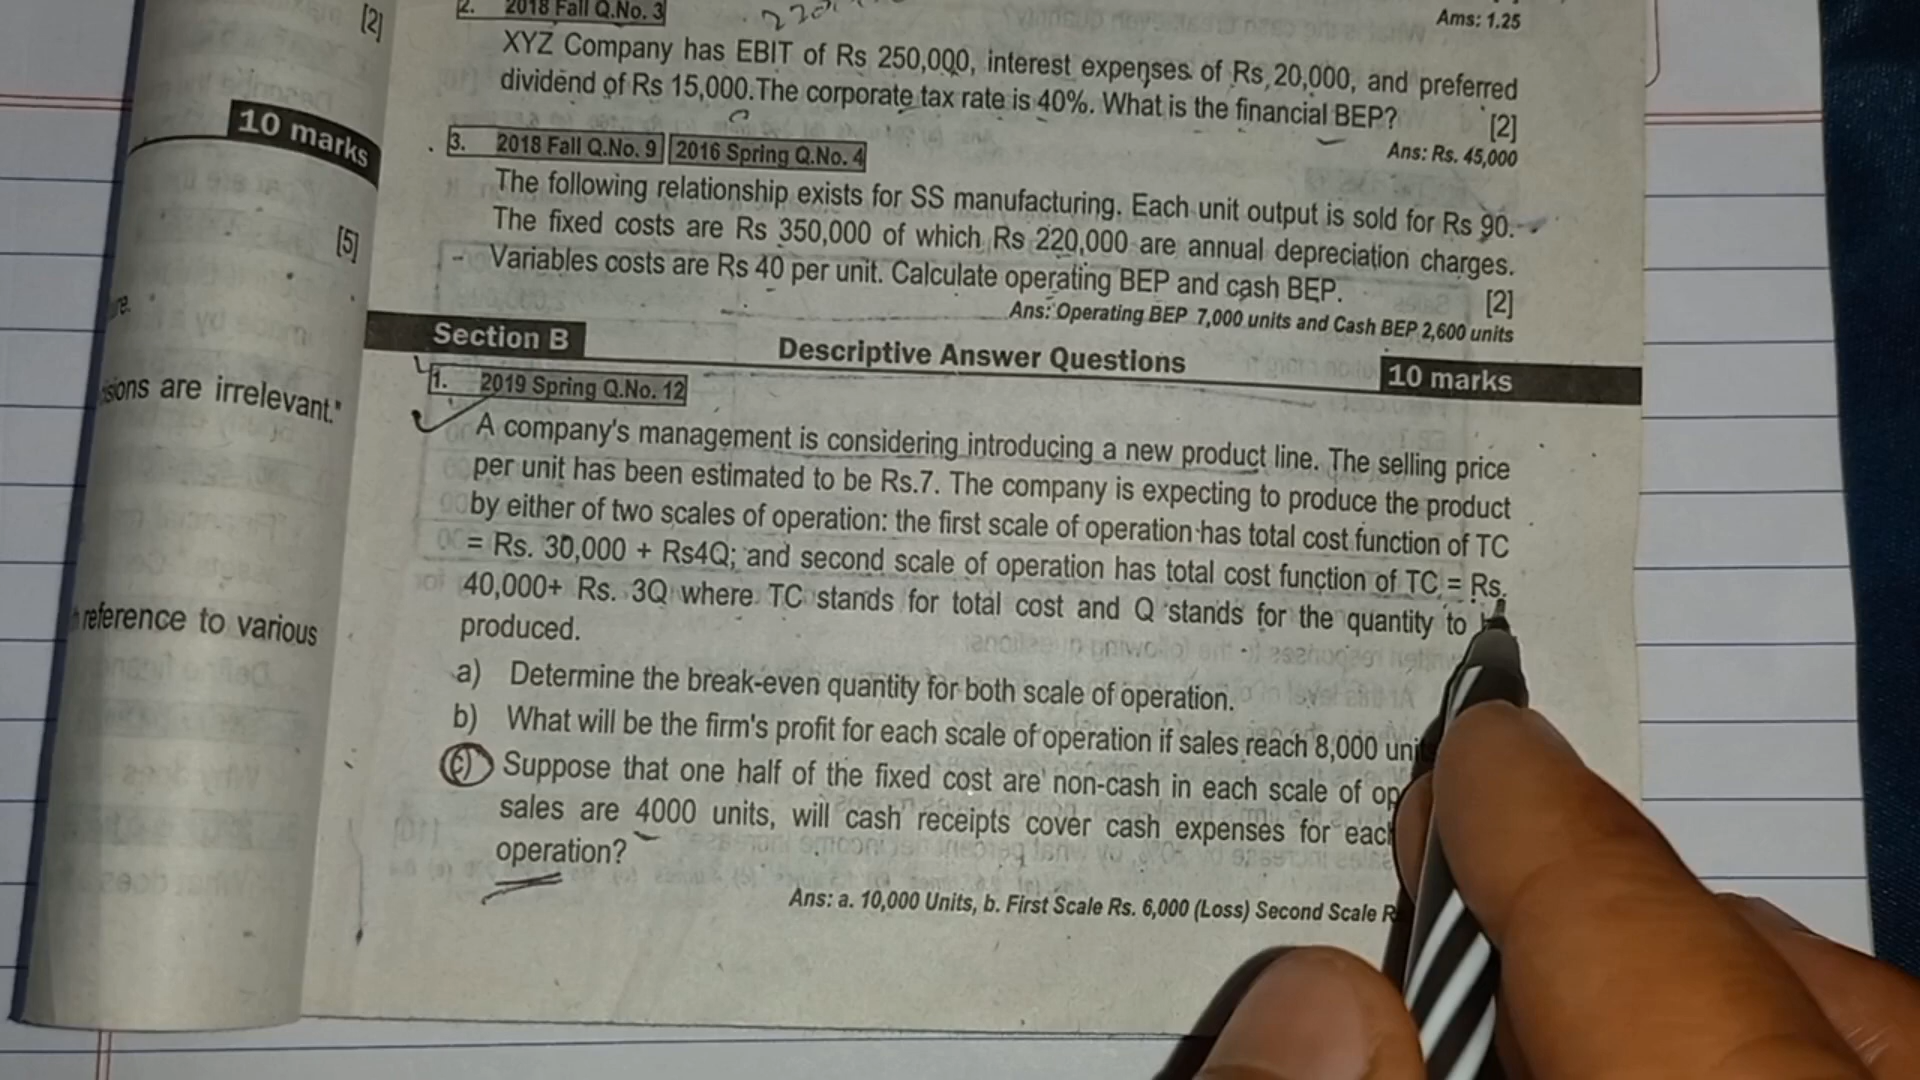 [2]
10 marks
[5]
re.
sions are irrelevant."
reference to various
2. 2018 Fall Q.No. 3
Ams: 1.25
XYZ Company has EBIT of Rs 250,000, interest expenses of Rs 20,000, and preferred
dividend of Rs 15,000.The corporate tax rate is 40%. What is the financial BEP?
[2]
Ans: Rs. 45,000
3. 2018 Fall Q.No. 9 2016 Spring Q.No. 4
The following relationship exists for SS manufacturing. Each unit output is sold for Rs 90.
The fixed costs are Rs 350,000 of which Rs 220,000 are annual depreciation charges.
Variables costs are Rs 40 per unit. Calculate operating BEP and cash BEP.
[2]
Ans: Operating BEP 7,000 units and Cash BEP 2,600 units
Section B Descriptive Answer Questions 10 marks
1. 2019 Spring Q.No. 12
A company's management is considering introducing a new product line. The selling price
per unit has been estimated to be Rs.7. The company is expecting to produce the product
by either of two scales of operation: the first scale of operation has total cost function of TC
= Rs. 30,000 + Rs4Q; and second scale of operation has total cost function of TC = Rs.
40,000+ Rs. 3Q where TC stands for total cost and Q stands for the quantity to
produced.
a) Determine the break-even quantity for both scale of operation.
b) What will be the firm's profit for each scale of operation if sales reach 8,000 uni
c) Suppose that one half of the fixed cost are non-cash in each scale of op
sales are 4000 units, will cash receipts cover cash expenses for eac
operation?
Ans: a. 10,000 Units, b. First Scale Rs. 6,000 (Loss) Second Scale R